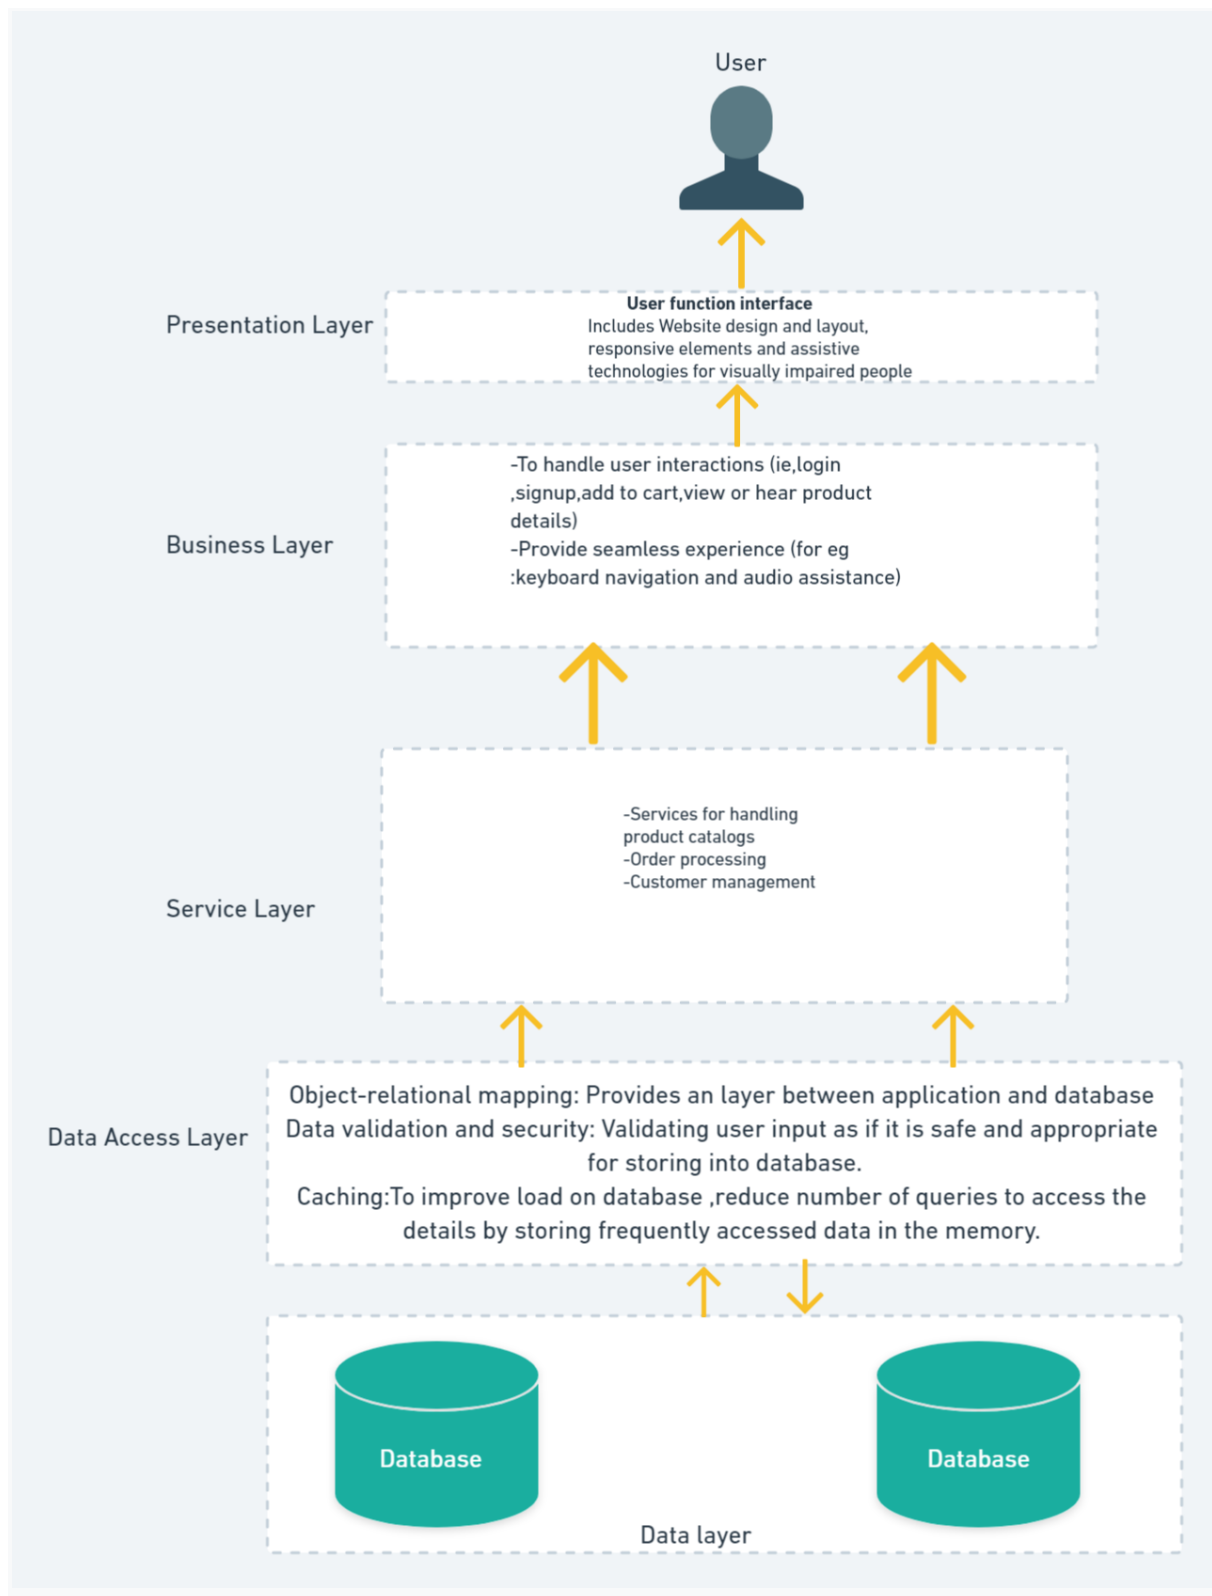 User
Presentation Layer
User function interface
Includes Website design and layout,
responsive elements and assistive
technologies for visually impaired people
Business Layer
-To handle user interactions (ie,login
,signup,add to cart,view or hear product
details)
-Provide seamless experience (for eg
:keyboard navigation and audio assistance)
Service Layer
-Services for handling
product catalogs
-Order processing
-Customer management
Data Access Layer
Object-relational mapping: Provides an layer between application and database
Data validation and security: Validating user input as if it is safe and appropriate
for storing into database.
Caching:To improve load on database ,reduce number of queries to access the
details by storing frequently accessed data in the memory.
Database
Database
Data layer